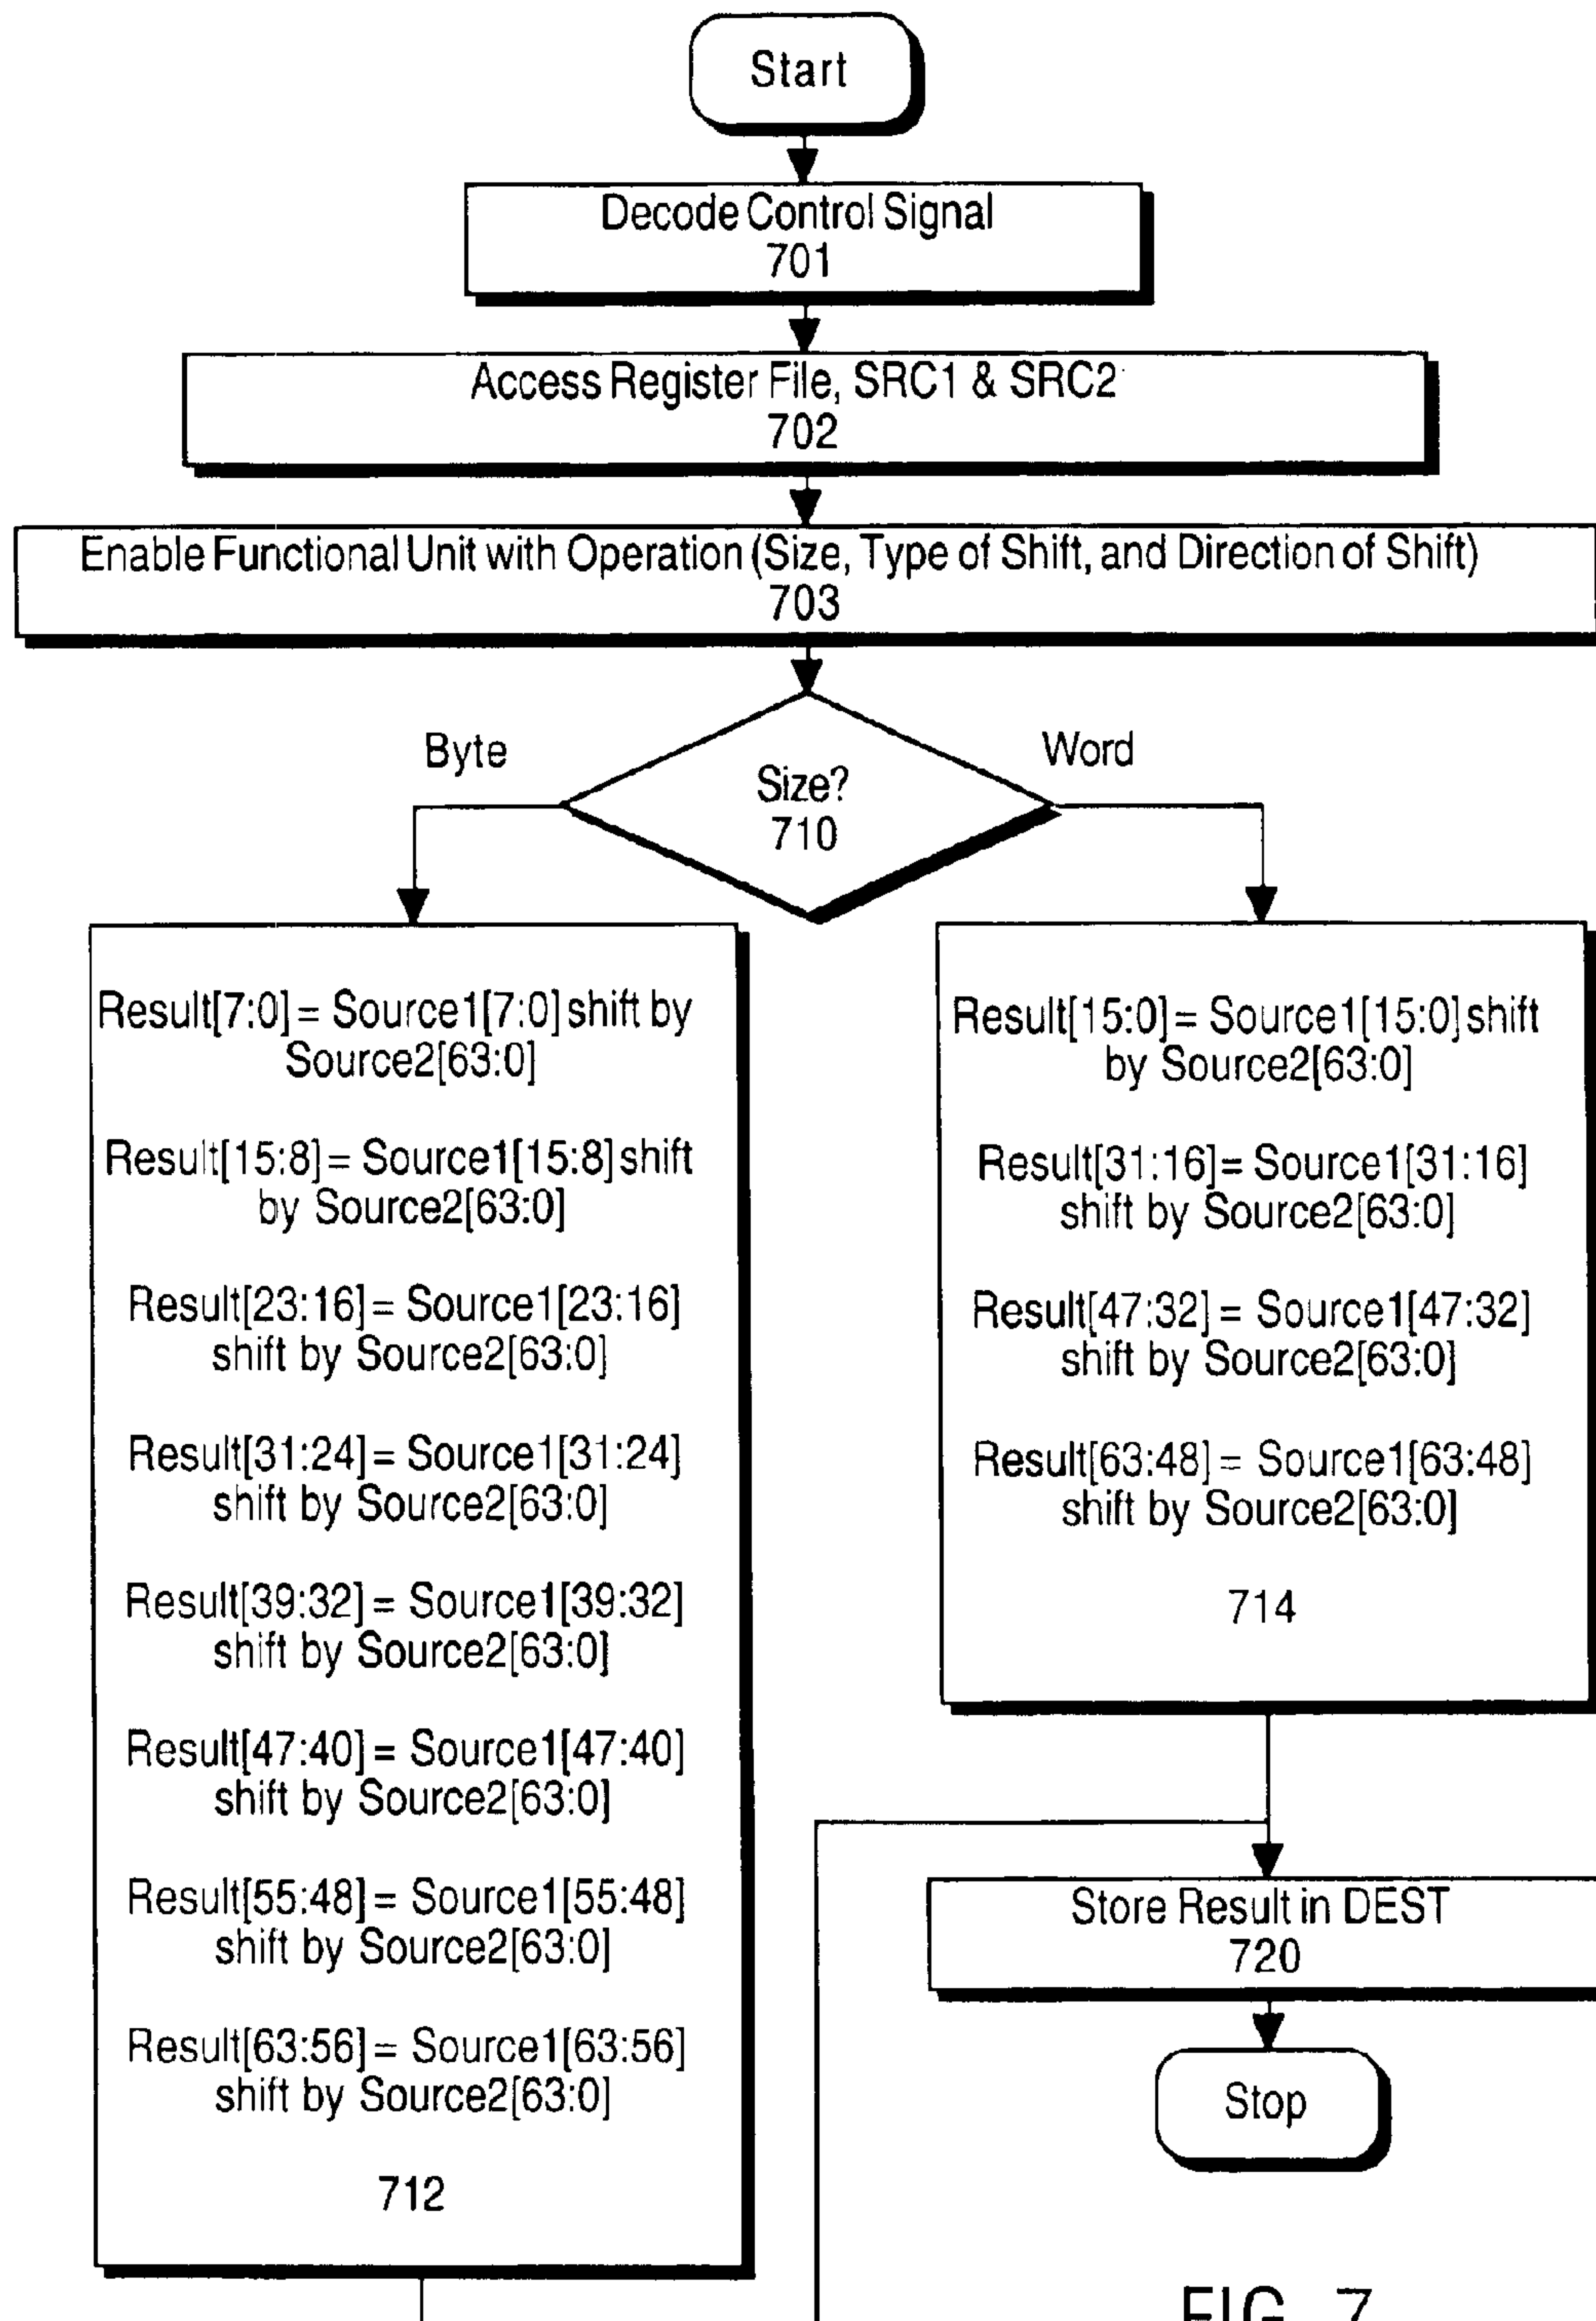 Start
Decode Control Signal
701
Access Register File, SRC1 & SRC2
702
Enable Functional Unit with Operation (Size, Type of Shift, and Direction of Shift)
703
Byte
Word
Size?
710
Result[7:0] = Source1[7:0] shift by
Source2[63:0]
Result[15:8] = Source1[15:8] shift
by Source2[63:0]
Result[23:16] = Source1[23:16]
shift by Source2[63:0]
Result[31:24] = Source1[31:24]
shift by Source2[63:0]
Result[39:32] = Source1[39:32]
shift by Source2[63:0]
Result[47:40] = Source1[47:40]
shift by Source2[63:0]
Result[55:48] = Source1[55:48]
shift by Source2[63:0]
Result[63:56] = Source1[63:56]
shift by Source2[63:0]
712
Result[15:0] = Source1[15:0] shift
by Source2[63:0]
Result[31:16] = Source1[31:16]
shift by Source2[63:0]
Result[47:32] = Source1[47:32]
shift by Source2[63:0]
Result[63:48] = Source1[63:48]
shift by Source2[63:0]
714
Store Result in DEST
720
Stop
FIG. 7